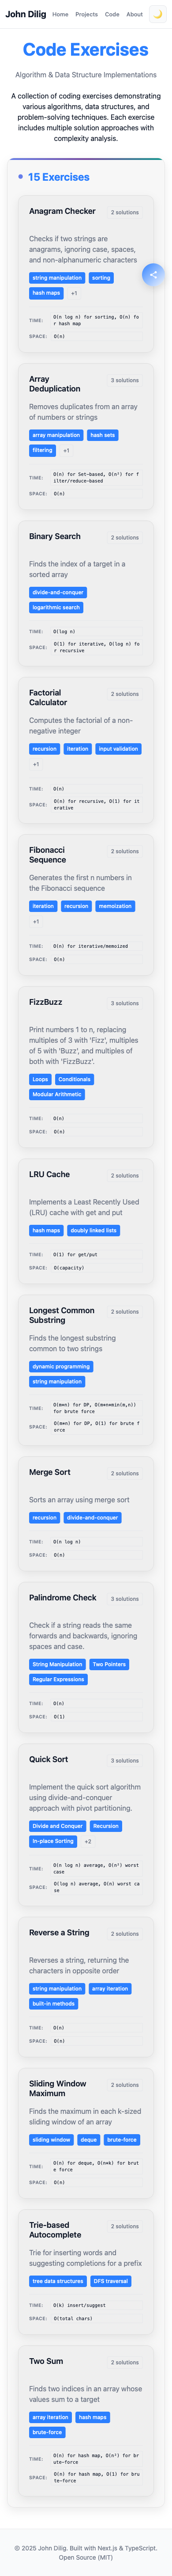 John Dilig Home Projects Code About
Code Exercises
Algorithm & Data Structure Implementations
A collection of coding exercises demonstrating
various algorithms, data structures, and
problem-solving techniques. Each exercise
includes multiple solution approaches with
complexity analysis.
15 Exercises
Anagram Checker 2 solutions
Checks if two strings are
anagrams, ignoring case, spaces,
and non-alphanumeric characters
string manipulation sorting
hash maps +1
TIME: O(n log n) for sorting, O(n) fo
r hash map
SPACE: O(n)
Array
Deduplication 3 solutions
Removes duplicates from an array
of numbers or strings
array manipulation hash sets
filtering +1
TIME: O(n) for Set-based, O(n²) for f
ilter/reduce-based
SPACE: O(n)
Binary Search 2 solutions
Finds the index of a target in a
sorted array
divide-and-conquer
logarithmic search
TIME: O(log n)
SPACE: O(1) for iterative, O(log n) fo
r recursive
Factorial
Calculator 2 solutions
Computes the factorial of a non-
negative integer
recursion iteration input validation
+1
TIME: O(n)
SPACE: O(n) for recursive, O(1) for it
erative
Fibonacci
Sequence 2 solutions
Generates the first n numbers in
the Fibonacci sequence
iteration recursion memoization
+1
TIME: O(n) for iterative/memoized
SPACE: O(n)
FizzBuzz 3 solutions
Print numbers 1 to n, replacing
multiples of 3 with 'Fizz', multiples
of 5 with 'Buzz', and multiples of
both with 'FizzBuzz'.
Loops Conditionals
Modular Arithmetic
TIME: O(n)
SPACE: O(n)
LRU Cache 2 solutions
Implements a Least Recently Used
(LRU) cache with get and put
hash maps doubly linked lists
TIME: O(1) for get/put
SPACE: O(capacity)
Longest Common
Substring 2 solutions
Finds the longest substring
common to two strings
dynamic programming
string manipulation
TIME: O(m×n) for DP, O(m×n×min(m,n))
for brute force
SPACE: O(m×n) for DP, O(1) for brute f
orce
Merge Sort 2 solutions
Sorts an array using merge sort
recursion divide-and-conquer
TIME: O(n log n)
SPACE: O(n)
Palindrome Check 3 solutions
Check if a string reads the same
forwards and backwards, ignoring
spaces and case.
String Manipulation Two Pointers
Regular Expressions
TIME: O(n)
SPACE: O(1)
Quick Sort 3 solutions
Implement the quick sort algorithm
using divide-and-conquer
approach with pivot partitioning.
Divide and Conquer Recursion
In-place Sorting +2
TIME: O(n log n) average, O(n²) worst
case
SPACE: O(log n) average, O(n) worst ca
se
Reverse a String 2 solutions
Reverses a string, returning the
characters in opposite order
string manipulation array iteration
built-in methods
TIME: O(n)
SPACE: O(n)
Sliding Window
Maximum 2 solutions
Finds the maximum in each k-sized
sliding window of an array
sliding window deque brute-force
TIME: O(n) for deque, O(n×k) for brut
e force
SPACE: O(n)
Trie-based
Autocomplete 2 solutions
Trie for inserting words and
suggesting completions for a prefix
tree data structures DFS traversal
TIME: O(k) insert/suggest
SPACE: O(total chars)
Two Sum 2 solutions
Finds two indices in an array whose
values sum to a target
array iteration hash maps
brute-force
TIME: O(n) for hash map, O(n²) for br
ute-force
SPACE: O(n) for hash map, O(1) for bru
te-force
© 2025 John Dilig. Built with Next.js & TypeScript.
Open Source (MIT)